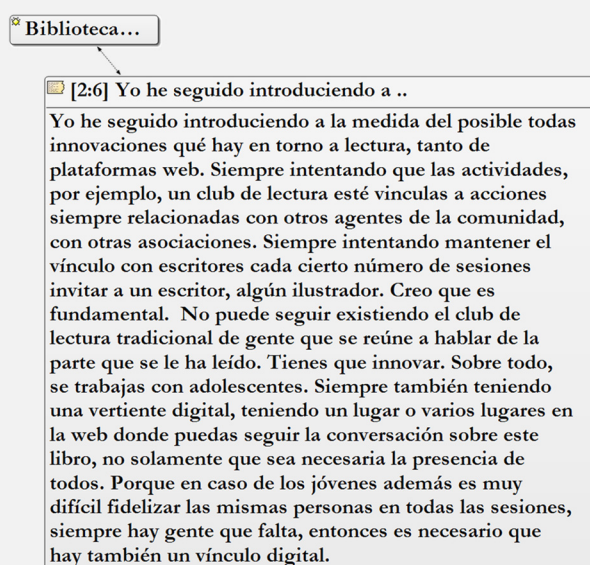 Biblioteca...
[2:6] Yo he seguido introduciendo a ..
Yo he seguido introduciendo a la medida del posible todas
innovaciones qué hay en torno a lectura, tanto de
plataformas web. Siempre intentando que las actividades,
por ejemplo, un club de lectura esté vinculas a acciones
siempre relacionadas con otros agentes de la comunidad,
con otras asociaciones. Siempre intentando mantener el
vínculo con escritores cada cierto número de sesiones
invitar a un escritor, algún ilustrador. Creo que es
fundamental.  No puede seguir existiendo el club de
lectura tradicional de gente que se reúne a hablar de la
parte que se le ha leído. Tienes que innovar. Sobre todo,
se trabajas con adolescentes. Siempre también teniendo
una vertiente digital, teniendo un lugar o varios lugares en
la web donde puedas seguir la conversación sobre este
libro, no solamente que sea necesaria la presencia de
todos. Porque en caso de los jóvenes además es muy
difícil fidelizar las mismas personas en todas las sesiones,
siempre hay gente que falta, entonces es necesario que
hay también un vínculo digital.